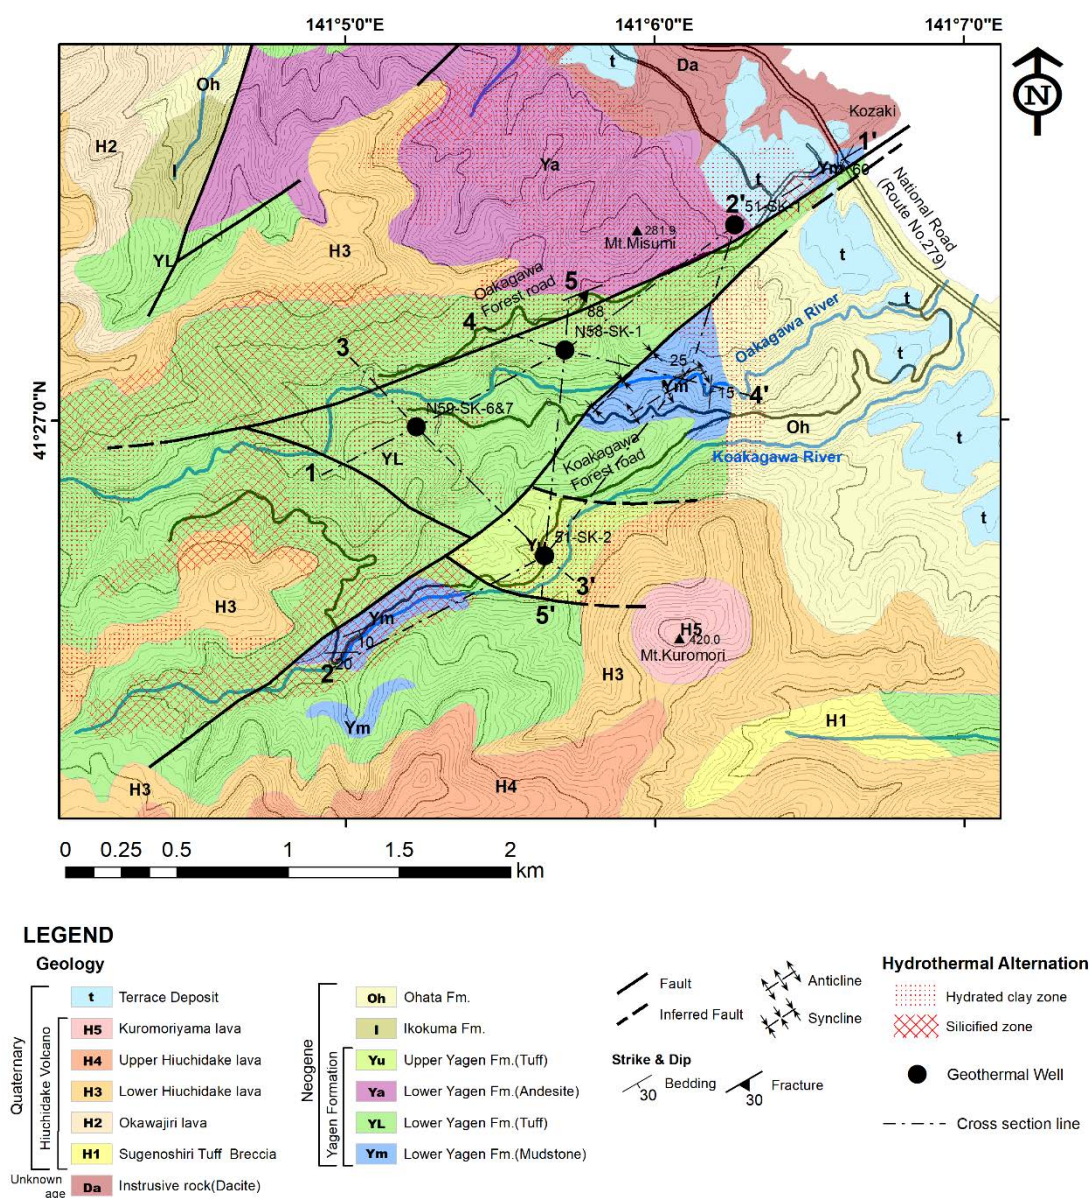 141°5'0"E
141°6'0"E
141°7'0"E
N
Oh
t
Da
Kozaki
H2
I
Ya
1'
Ym
60
t
2'
51-SK-1
281.9
Mt.Misumi
National Road
(Route No.279)
YL
H3
t
5
Oakagawa
Forest road
88
4
N58-SK-1
t
Oakagawa River
3
25
Ym
15
4'
t
41°27'0"N
N59-SK-6&7
Oh
t
YL
1
Koakagawa
Forest road
Koakagawa River
t
51-SK-2
Yu
3'
5'
H3
Ym
10
20
2
H5
420.0
Mt.Kuromori
H3
Ym
H1
H3
H4
0 0.25 0.5 1 1.5 2
km
LEGEND
Geology
Quaternary
Hiuchidake Volcano
t Terrace Deposit
H5 Kuromoriyama lava
H4 Upper Hiuchidake lava
H3 Lower Hiuchidake lava
H2 Okawajiri lava
H1 Sugenoshiri Tuff Breccia
Unknown
age
Da Instrusive rock(Dacite)
Neogene
Yagen Formation
Oh Ohata Fm.
I Ikokuma Fm.
Yu Upper Yagen Fm.(Tuff)
Ya Lower Yagen Fm.(Andesite)
YL Lower Yagen Fm.(Tuff)
Ym Lower Yagen Fm.(Mudstone)
Fault
Inferred Fault
Anticline
Syncline
Strike & Dip
30 Bedding
30 Fracture
Hydrothermal Alternation
Hydrated clay zone
Silicified zone
Geothermal Well
Cross section line